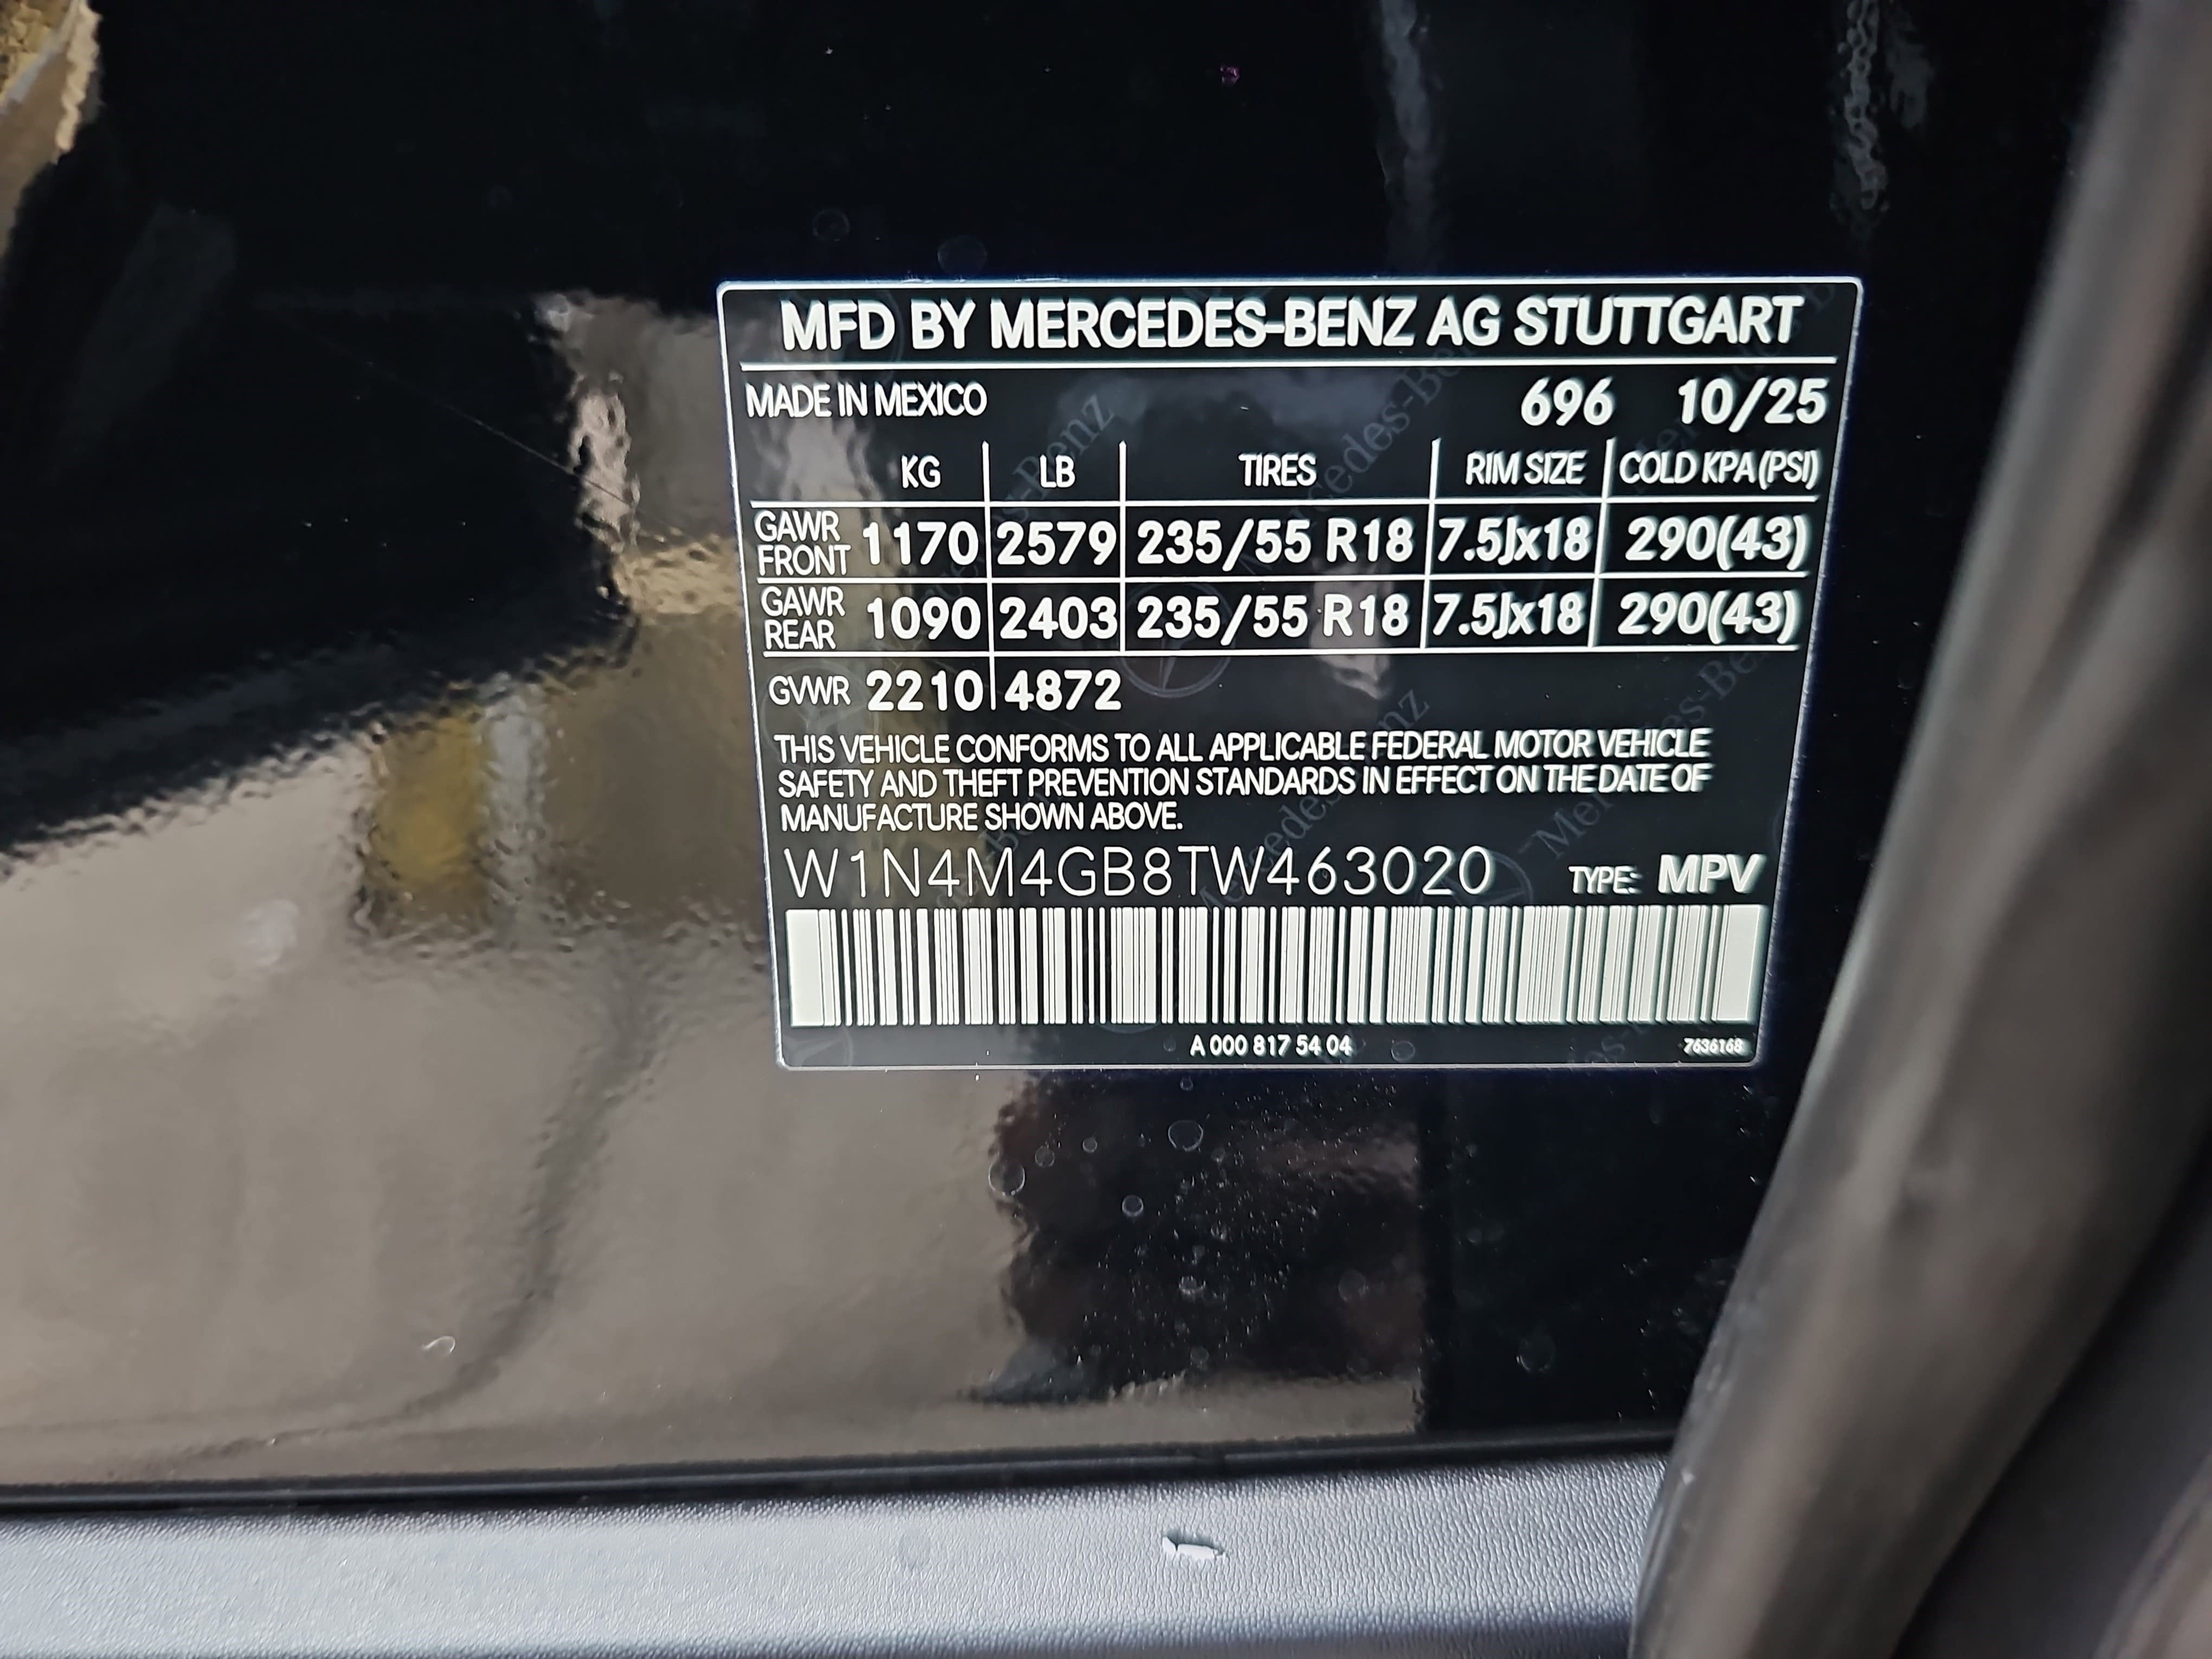 MFD BY MERCEDES-BENZ AG STUTTGART
MADE IN MEXICO 696 10/25
KG LB TIRES RIM SIZE COLD KPA(PSI)
GAWR FRONT 1170 2579 235/55 R18 7.5Jx18 290(43)
GAWR REAR 1090 2403 235/55 R18 7.5Jx18 290(43)
GVWR 2210 4872
THIS VEHICLE CONFORMS TO ALL APPLICABLE FEDERAL MOTOR VEHICLE
SAFETY AND THEFT PREVENTION STANDARDS IN EFFECT ON THE DATE OF
MANUFACTURE SHOWN ABOVE.
W1N4M4GB8TW463020 TYPE: MPV
A 000 817 54 04 7636168